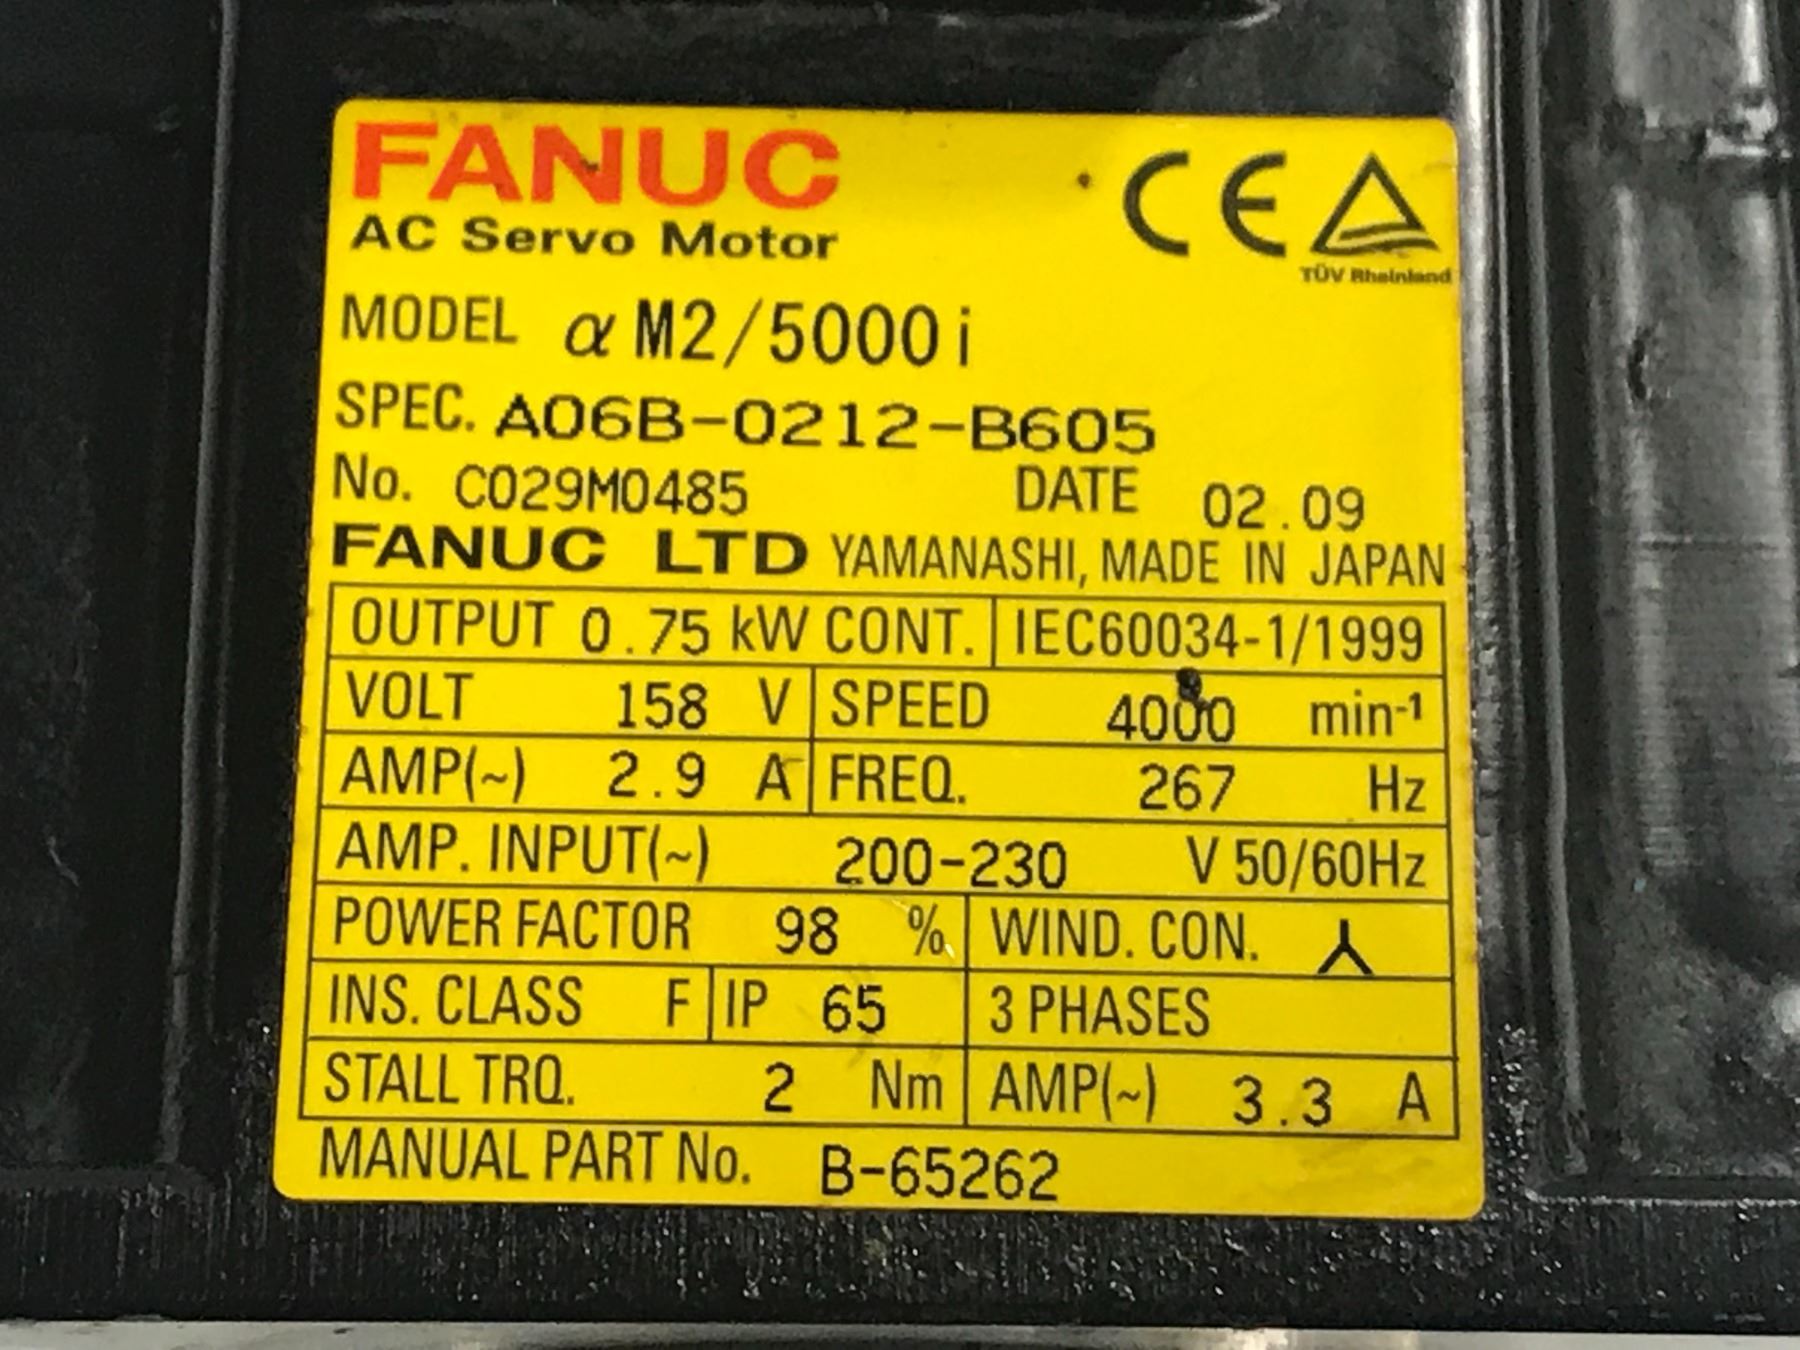 FANUC
AC Servo Motor
CE
TÜV Rheinland
MODEL α M2/5000i
SPEC. A06B-0212-B605
No. C029M0485 DATE 02.09
FANUC LTD YAMANASHI, MADE IN JAPAN
OUTPUT 0.75 kW CONT. IEC60034-1/1999
VOLT 158 V SPEED 4000 min-1
AMP(~) 2.9 A FREQ. 267 Hz
AMP. INPUT(~) 200-230 V 50/60Hz
POWER FACTOR 98 % WIND. CON.
INS. CLASS F IP 65 3 PHASES
STALL TRQ. 2 Nm AMP(~) 3.3 A
MANUAL PART No. B-65262